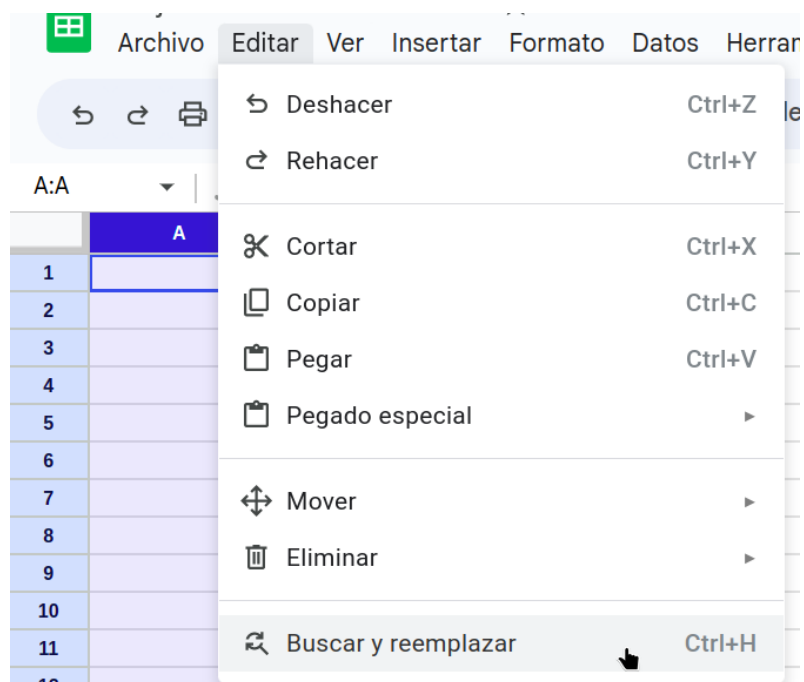 Archivo Editar Ver Insertar Formato Datos
Deshacer Ctrl+Z
Rehacer Ctrl+Y
A:A
A
Cortar Ctrl+X
1
Copiar Ctrl+C
2
3
Pegar Ctrl+V
4
Pegado especial
5
6
7
Mover
8
Eliminar
9
10
11
Buscar y reemplazar Ctrl+H